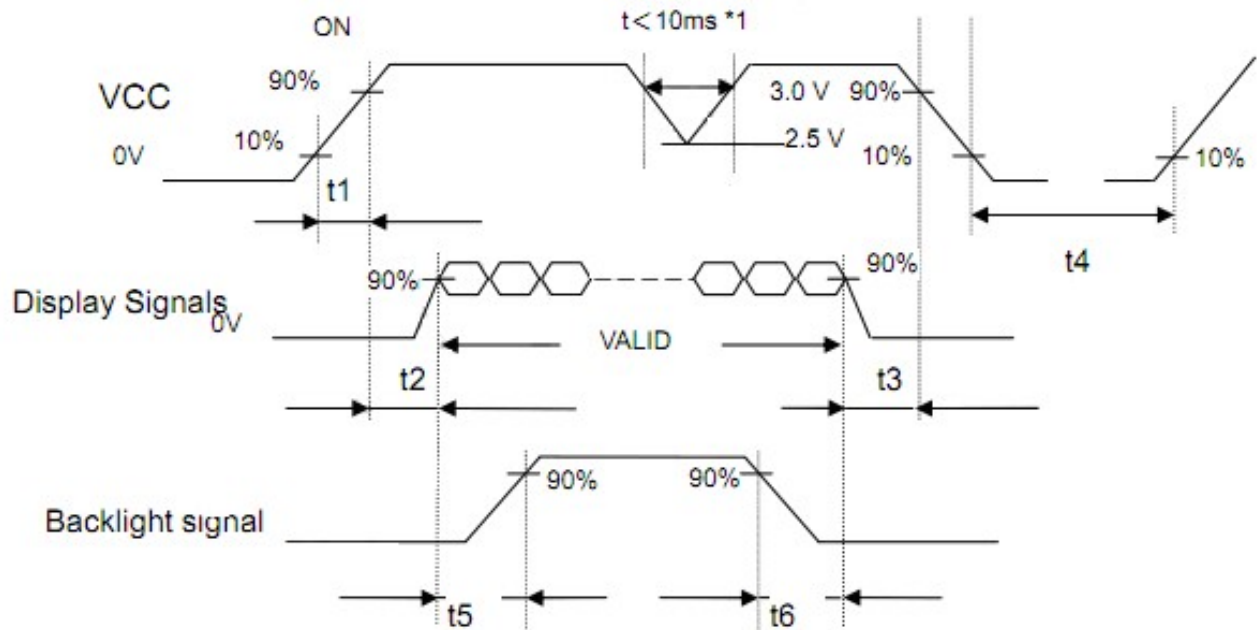 ON
t<10ms *1
90%
VCC
3.0 V
90%
10%
0V
2.5 V
10%
10%
t1
t4
90%
90%
Display Signals
0V
VALID
t2
t3
90%
90%
Backlight signal
t5
t6